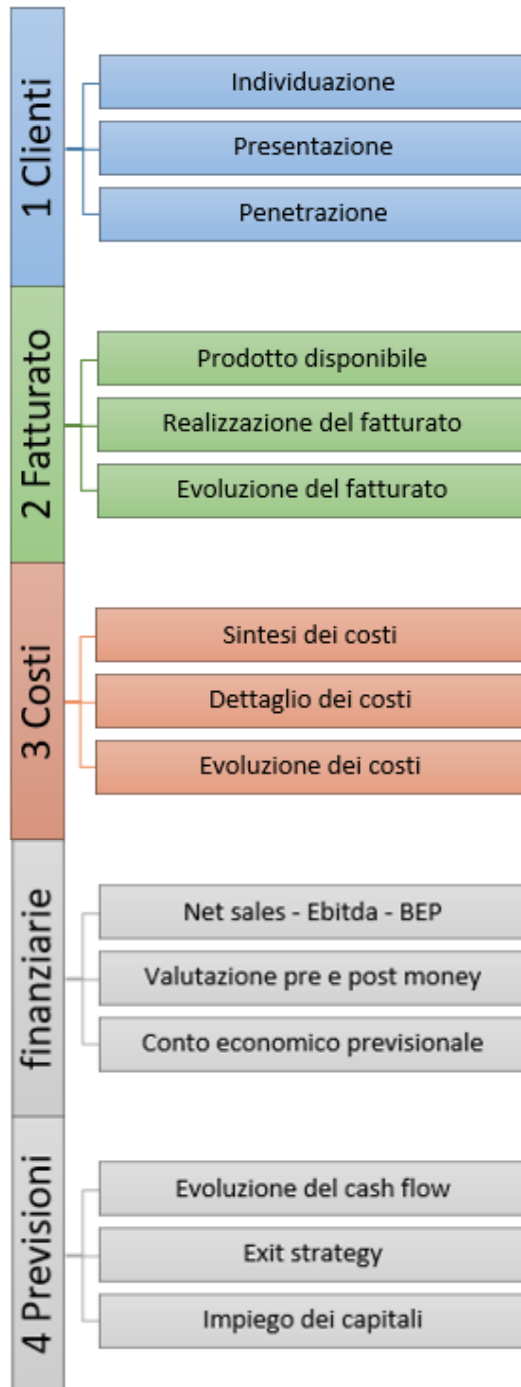 1 Clienti
Individuazione
Presentazione
Penetrazione
2 Fatturato
Prodotto disponibile
Realizzazione del fatturato
Evoluzione del fatturato
3 Costi
Sintesi dei costi
Dettaglio dei costi
Evoluzione dei costi
finanziarie
Net sales - Ebitda - BEP
Valutazione pre e post money
Conto economico previsionale
4 Previsioni
Evoluzione del cash flow
Exit strategy
Impiego dei capitali